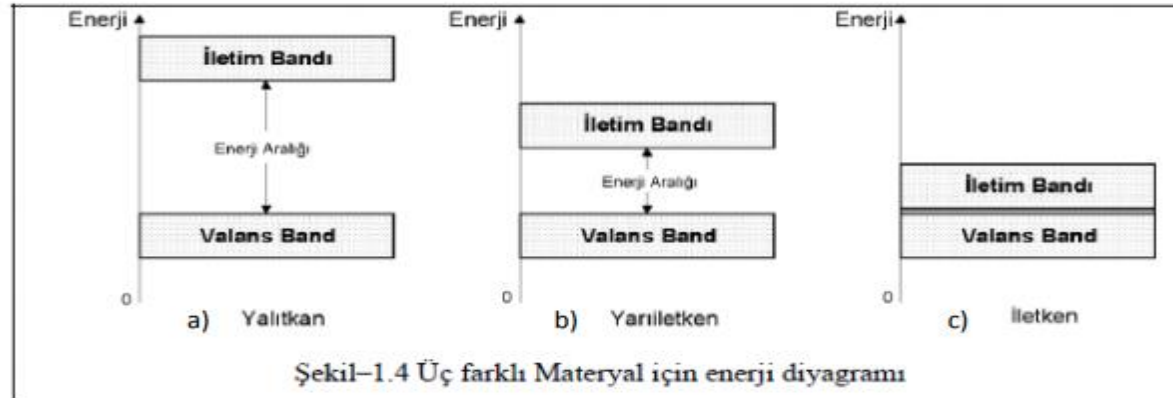 Enerji
İletim Bandı
Enerji Aralığı
Valans Band
0
a) Yalıtkan
Enerji
İletim Bandı
Enerji Aralığı
Valans Band
0
b) Yarıiletken
Enerji
İletim Bandı
Valans Band
0
c) İletken
Şekil–1.4 Üç farklı Materyal için enerji diyagramı